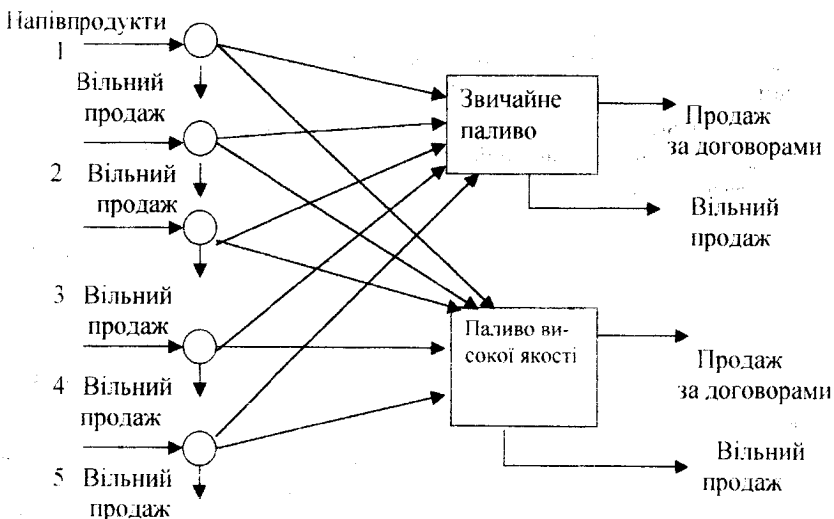 Напівпродукти
1
Вільний
продаж
2 Вільний
продаж
3 Вільний
продаж
4 Вільний
продаж
5 Вільний
продаж
Звичайне
паливо
Продаж
за договорами
Вільний
продаж
Паливо ви-
сокої якості
Продаж
за договорами
Вільний
продаж